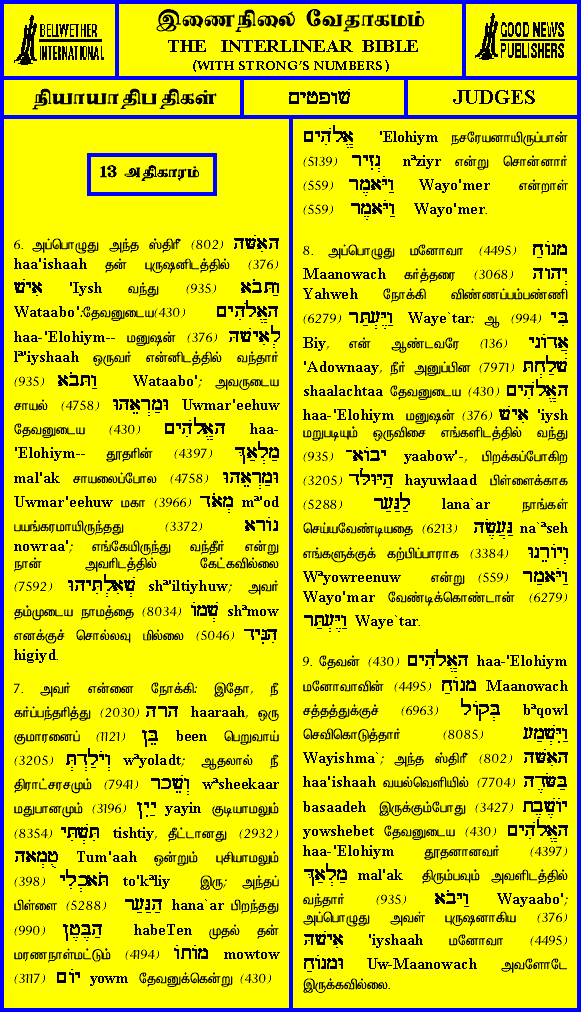 BELLWETHER
INTERNATIONAL
இணைநிலை வேதாகமம்
THE INTERLINEAR BIBLE
(WITH STRONG'S NUMBERS)
GOOD NEWS
PUBLISHERS
நியாயாதிபதிகள்
שופטים
JUDGES
13 அதிகாரம்
6. அப்பொழுது அந்த ஸ்திரீ (802) הָאִשָּׁה
haa'ishaah தன் புருஷனிடத்தில் (376)
אִישׁ 'Iysh வந்து (935) וַתָּבֹא
Wataabo':தேவனுடைய(430) הָאֱלֹהִים
haa-'Elohiym-- மனுஷன் (376) לְאִישָׁהּ
lª'iyshaah ஒருவர் என்னிடத்தில் வந்தார்
(935) וַתָּבֹא Wataabo'; அவருடைய
சாயல் (4758) וּמַרְאֵהוּ Uwmar'eehuw
தேவனுடைய (430) הָאֱלֹהִים haa-
'Elohiym-- தூதரின் (4397) מַלְאַךְ
mal'ak சாயலைப்போல (4758) וּמַרְאֵהוּ
Uwmar'eehuw மகா (3966) מְאֹד mª'od
பயங்கரமாயிருந்தது (3372) נוֹרָא
nowraa'; எங்கேயிருந்து வந்தீர் என்று
நான் அவரிடத்தில் கேட்கவில்லை
(7592) שְׁאִלְתִּיהוּ shª'iltiyhuw; அவர்
தம்முடைய நாமத்தை (8034) שְׁמוֹ shªmow
எனக்குச் சொல்லவு மில்லை (5046) הִגִּיד
higiyd.
7. அவர் என்னை நோக்கி: இதோ, நீ
கர்ப்பந்தரித்து (2030) הרה haaraah, ஒரு
குமாரனைப் (1121) בֵּן been பெறுவாய்
(3205) וְיֹלַדְתְּ wªyoladt; ஆதலால் நீ
திராட்சரசமும் (7941) וְשֵׁכָר wªsheekaar
மதுபானமும் (3196) יַיִן yayin குடியாமலும்
(8354) תִּשְׁתִּי tishtiy, தீட்டானது (2932)
טֻמְאָה Tum'aah ஒன்றும் புசியாமலும்
(398) תֹּאכְלִי to'kªliy இரு; அந்தப்
பிள்ளை (5288) הַנַּעַר hana`ar பிறந்தது
(990) הַבֶּטֶן habeTen முதல் தன்
மரணநாள்மட்டும் (4194) מוֹתוֹ mowtow
(3117) יוֹם yowm தேவனுக்கென்று (430)
אֱלֹהִים 'Elohiym நசரேயனாயிருப்பான்
(5139) נְזִיר nªziyr என்று சொன்னார்
(559) וַיֹּאמֶר Wayo'mer என்றாள்
(559) וַיֹּאמֶר Wayo'mer.
8. அப்பொழுது மனோவா (4495) מָנוֹחַ
Maanowach கர்த்தரை (3068) יְהוָה
Yahweh நோக்கி விண்ணப்பம்பண்ணி
(6279) וַיֶּעְתַּר Waye`tar; ஆ (994) בִּי
Biy, என் ஆண்டவரே (136) אֲדוֹנָי
'Adownaay, நீர் அனுப்பின (7971) שָׁלַחְתָּ
shaalachtaa தேவனுடைய (430) הָאֱלֹהִים
haa-'Elohiym மனுஷன் (376) אִישׁ 'iysh
மறுபடியும் ஒருவிசை எங்களிடத்தில் வந்து
(935) יָבוֹא־ yaabow'-, பிறக்கப்போகிற
(3205) הַיּוּלָּד hayuwlaad பிள்ளைக்காக
(5288) לַנַּעַר lana`ar நாங்கள்
செய்யவேண்டியதை (6213) נַּעֲשֶׂה na`ªseh
எங்களுக்குக் கற்பிப்பாராக (3384) וְיוֹרֵנוּ
Wªyowreenuw என்று (559) וַיֹּאמַר
Wayo'mar வேண்டிக்கொண்டான் (6279)
וַיֶּעְתַּר Waye`tar.
9. தேவன் (430) הָאֱלֹהִים haa-'Elohiym
மனோவாவின் (4495) מָנוֹחַ Maanowach
சத்தத்துக்குச் (6963) בְּקוֹל bªqowl
செவிகொடுத்தார் (8085) וַיִּשְׁמַע
Wayishma`; அந்த ஸ்திரீ (802) הָאִשָּׁה
haa'ishaah வயல்வெளியில் (7704) בַּשָּׂדֶה
basaadeh இருக்கும்போது (3427) יוֹשֶׁבֶת
yowshebet தேவனுடைய (430) הָאֱלֹהִים
haa-'Elohiym தூதனானவர் (4397)
מַלְאַךְ mal'ak திரும்பவும் அவளிடத்தில்
வந்தார் (935) וַיָּבֹא Wayaabo';
அப்பொழுது அவள் புருஷனாகிய (376)
אִישָׁהּ 'iyshaah மனோவா (4495)
וּמָנוֹחַ Uw-Maanowach அவளோடே
இருக்கவில்லை.